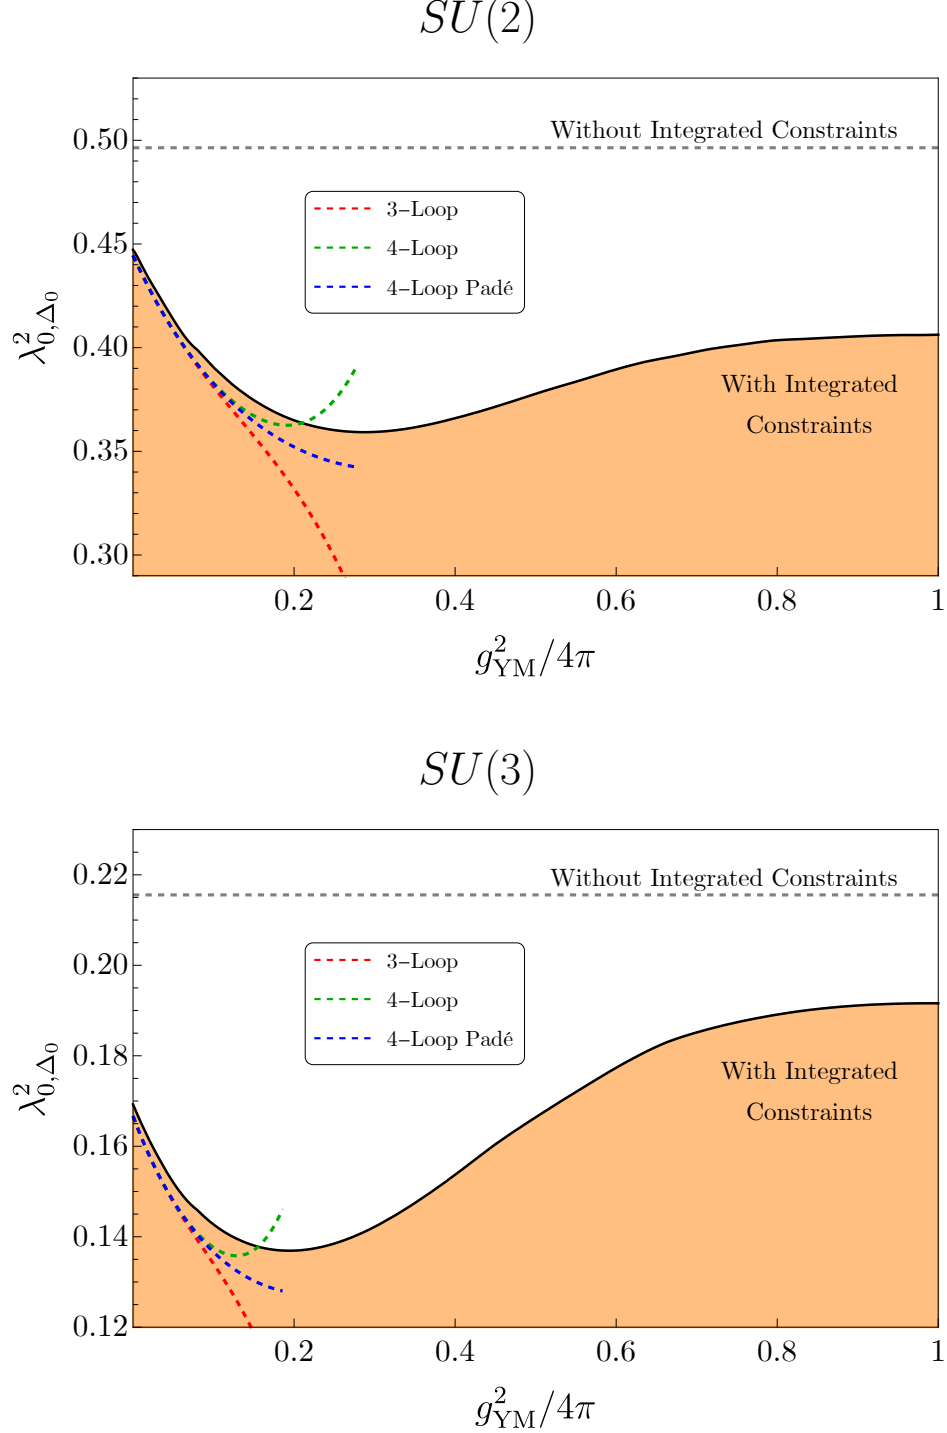 SU(2)
λ²₀,Δ₀
0.50
0.45
0.40
0.35
0.30
Without Integrated Constraints
3–Loop
4–Loop
4–Loop Padé
With Integrated
Constraints
0.2 0.4 0.6 0.8 1
g²_YM/4π
SU(3)
λ²₀,Δ₀
0.22
0.20
0.18
0.16
0.14
0.12
Without Integrated Constraints
3–Loop
4–Loop
4–Loop Padé
With Integrated
Constraints
0.2 0.4 0.6 0.8 1
g²_YM/4π